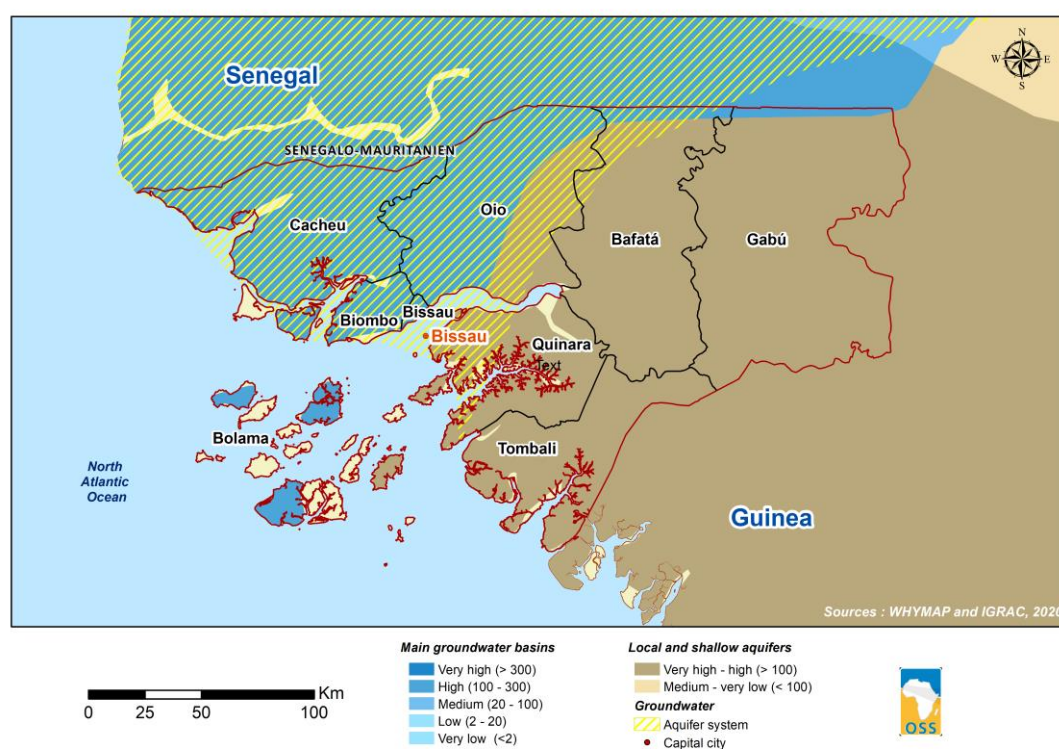 N
W
E
S
Senegal
SENEGALO-MAURITANIEN
Oio
Cacheu
Bafatá
Gabú
Bissau
Biombo
Bissau
Quinara
Text
Bolama
Tombali
North
Atlantic
Ocean
Guinea
Sources : WHYMAP and IGRAC, 2020
Main groundwater basins
Very high (> 300)
High (100 - 300)
Medium (20 - 100)
Low (2 - 20)
Very low (<2)
Local and shallow aquifers
Very high - high (> 100)
Medium - very low (< 100)
Groundwater
Aquifer system
Capital city
Km
0 25 50 100
OSS